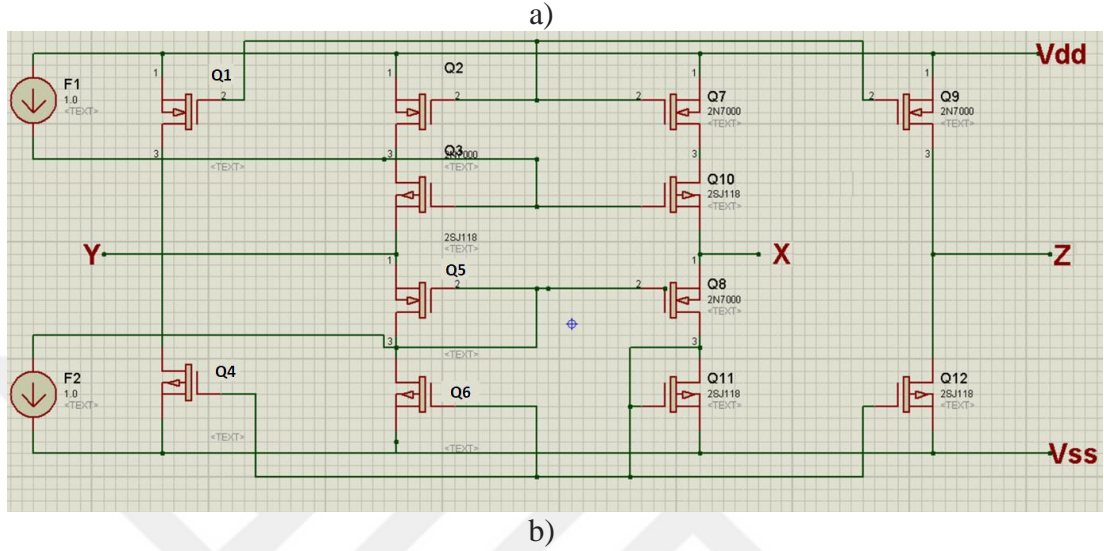 a)
Vdd
1 1 1 1
F1
1.0
<TEXT>
Q1
2
Q2
2
2
Q7
2N7000
<TEXT>
2
Q9
2N7000
<TEXT>
3 3 3 3
<TEXT>
Q3
Q10
2SJ118
<TEXT>
2SJ118
<TEXT>
Y
X
Z
1 1
Q5
2
2
Q8
2N7000
<TEXT>
3 3
<TEXT>
F2
1.0
<TEXT>
Q4
<TEXT>
Q6
<TEXT>
Q11
2SJ118
<TEXT>
Q12
2SJ118
<TEXT>
Vss
b)